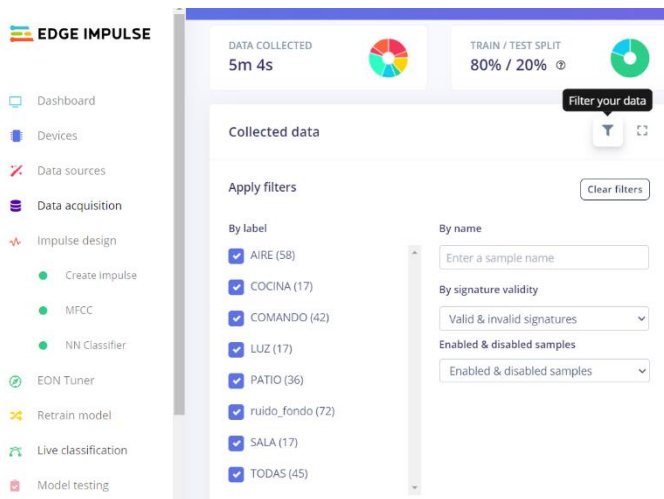 EDGE IMPULSE
Dashboard
Devices
Data sources
Data acquisition
Impulse design
Create impulse
MFCC
NN Classifier
EON Tuner
Retrain model
Live classification
Model testing
DATA COLLECTED
5m 4s
TRAIN / TEST SPLIT
80% / 20%
Filter your data
Collected data
Apply filters
Clear filters
By label
AIRE (58)
COCINA (17)
COMANDO (42)
LUZ (17)
PATIO (36)
ruido_fondo (72)
SALA (17)
TODAS (45)
By name
Enter a sample name
By signature validity
Valid & invalid signatures
Enabled & disabled samples
Enabled & disabled samples